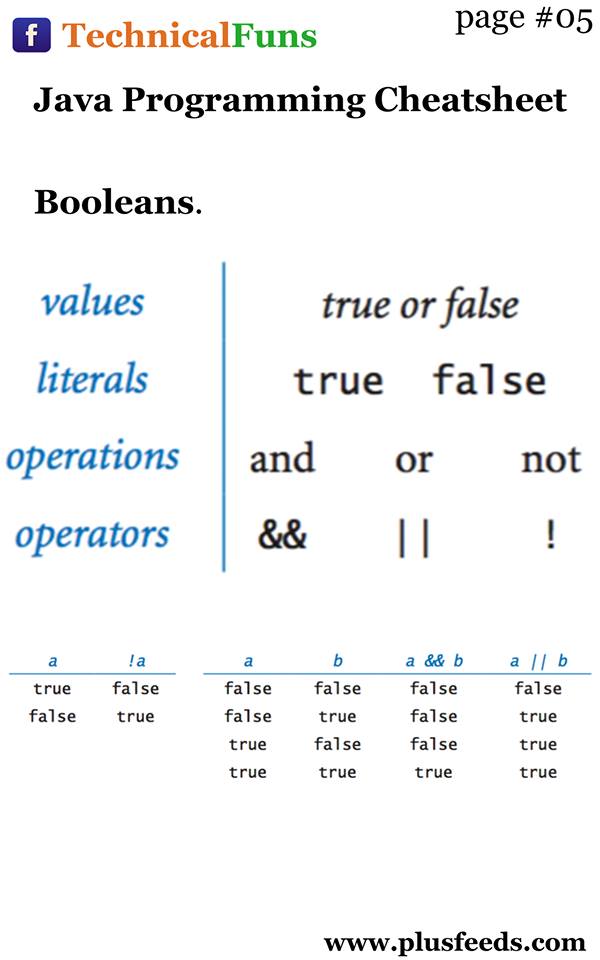 page #05
f TechnicalFuns
Java Programming Cheatsheet
Booleans.
values true or false
literals true false
operations and or not
operators && || !
a !a a b a && b a || b
true false false false false false
false true false true false true
true false false true
true true true true
www.plusfeeds.com